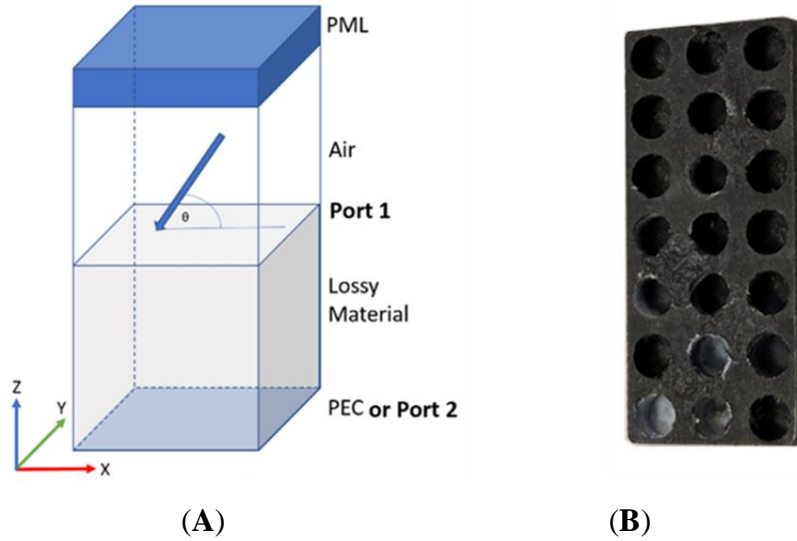 PML
Air
θ
Port 1
Lossy
Material
PEC or Port 2
Z
Y
X
(A)
(B)